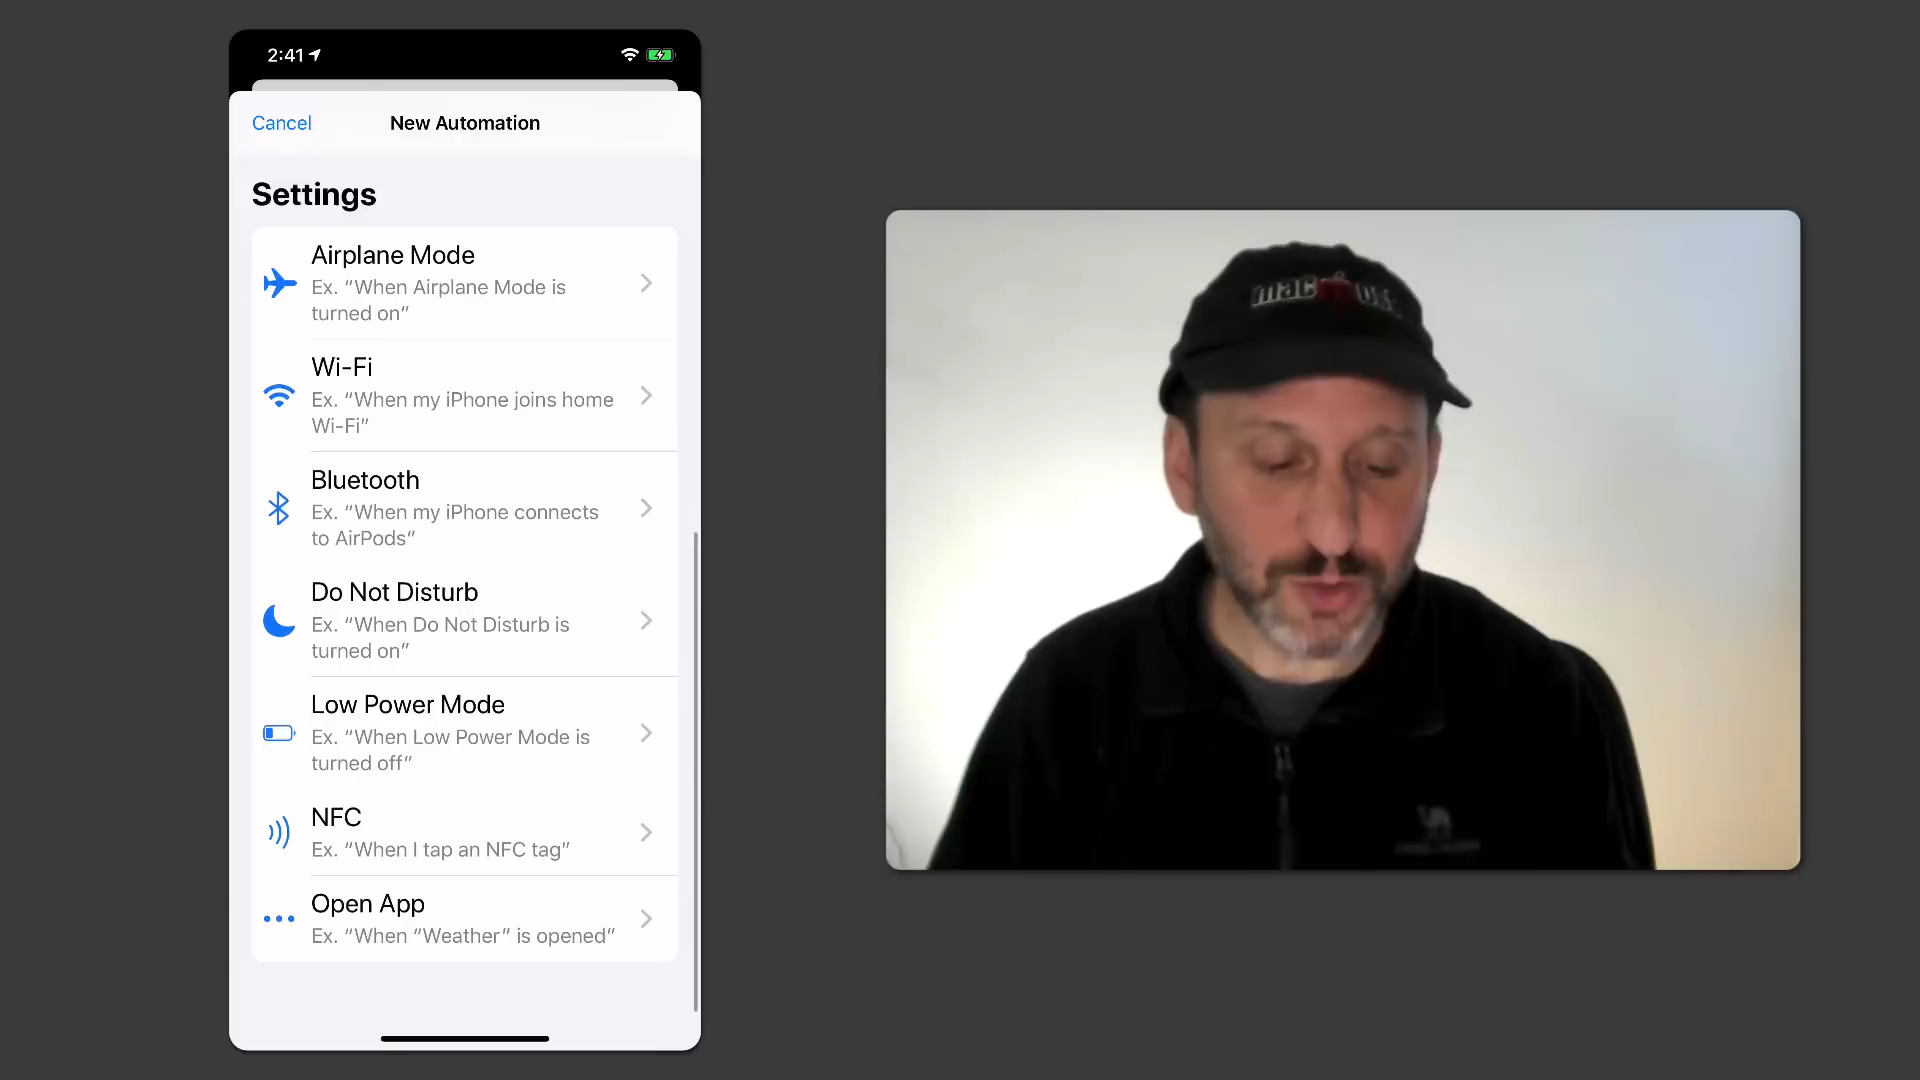 2:41
Cancel
New Automation
Settings
Airplane Mode
Ex. “When Airplane Mode is
turned on”
Wi-Fi
Ex. “When my iPhone joins home
Wi-Fi”
Bluetooth
Ex. “When my iPhone connects
to AirPods”
Do Not Disturb
Ex. “When Do Not Disturb is
turned on”
Low Power Mode
Ex. “When Low Power Mode is
turned off”
NFC
Ex. “When I tap an NFC tag”
Open App
Ex. “When “Weather” is opened”
mac